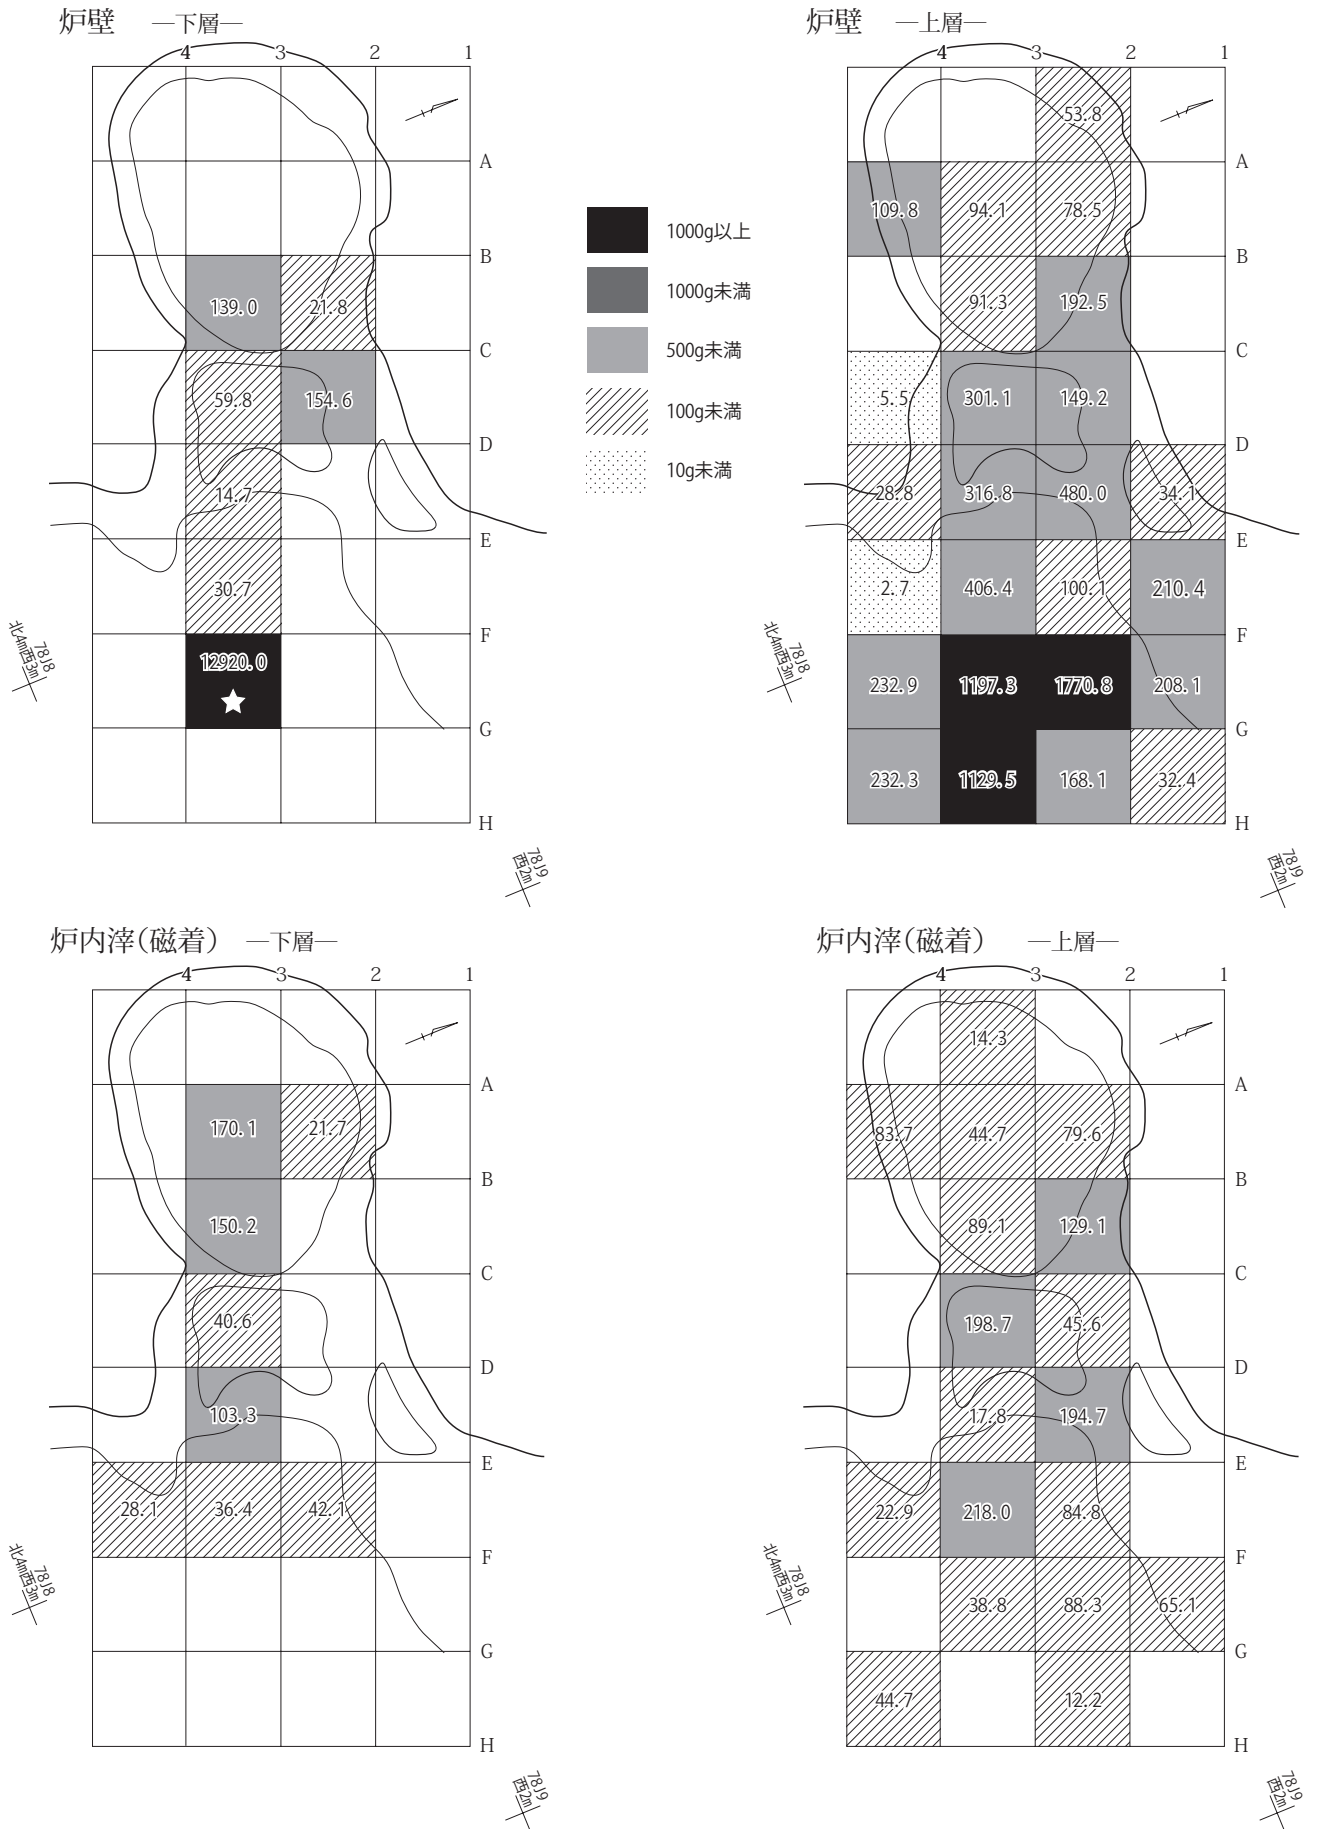 炉壁 ―下層―
4 3 2 1
A
B
139.0 21.8
C
59.8 154.6
D
14.7
E
30.7
F
12920.0
G
H
北4m西3m
78J8
78J9
西2m
1000g以上
1000g未満
500g未満
100g未満
10g未満
炉壁 ―上層―
4 3 2 1
53.8
A
109.8 94.1 78.5
B
91.3 192.5
C
5.5 301.1 149.2
D
28.8 316.8 480.0 34.1
E
2.7 406.4 100.1 210.4
F
232.9 1197.3 1770.8 208.1
G
232.3 1129.5 168.1 32.4
H
北4m西3m
78J8
78J9
西2m
炉内滓(磁着) ―下層―
4 3 2 1
A
170.1 21.7
B
150.2
C
40.6
D
103.3
E
28.1 36.4 42.1
F
G
H
北4m西3m
78J8
78J9
西2m
炉内滓(磁着) ―上層―
4 3 2 1
14.3
A
83.7 44.7 79.6
B
89.1 129.1
C
198.7 45.6
D
17.8 194.7
E
22.9 218.0 84.8
F
38.8 88.3 65.1
G
44.7 12.2
H
北4m西3m
78J8
78J9
西2m